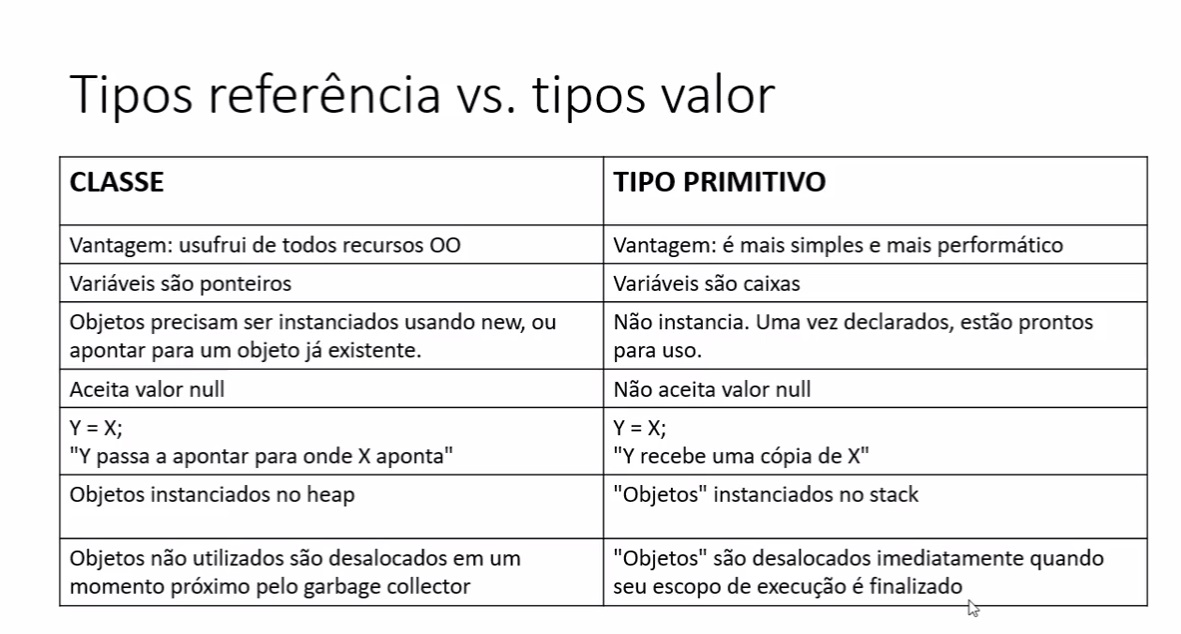 Tipos referência vs. tipos valor
CLASSE
TIPO PRIMITIVO
Vantagem: usufrui de todos recursos OO
Vantagem: é mais simples e mais performático
Variáveis são ponteiros
Variáveis são caixas
Objetos precisam ser instanciados usando new, ou
apontar para um objeto já existente.
Não instancia. Uma vez declarados, estão prontos
para uso.
Aceita valor null
Não aceita valor null
Y = X;
"Y passa a apontar para onde X aponta"
Y = X;
"Y recebe uma cópia de X"
Objetos instanciados no heap
"Objetos" instanciados no stack
Objetos não utilizados são desalocados em um
momento próximo pelo garbage collector
"Objetos" são desalocados imediatamente quando
seu escopo de execução é finalizado